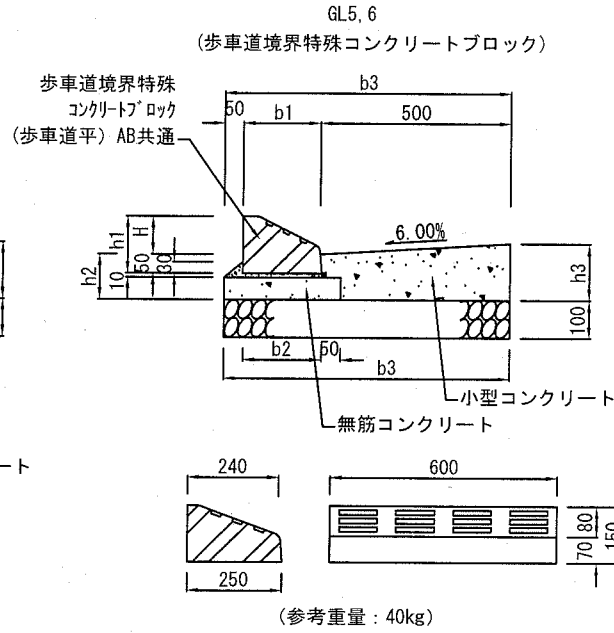 GL5,6
(歩車道境界特殊コンクリートブロック)
歩車道境界特殊
コンクリートブロック
(歩車道平) AB共通
b3
50
b1
500
6.00%
h1
H
h2
50
30
10
h3
100
b2
50
b3
小型コンクリート
無筋コンクリート
ート
240
600
250
80
70
150
(参考重量：40kg)